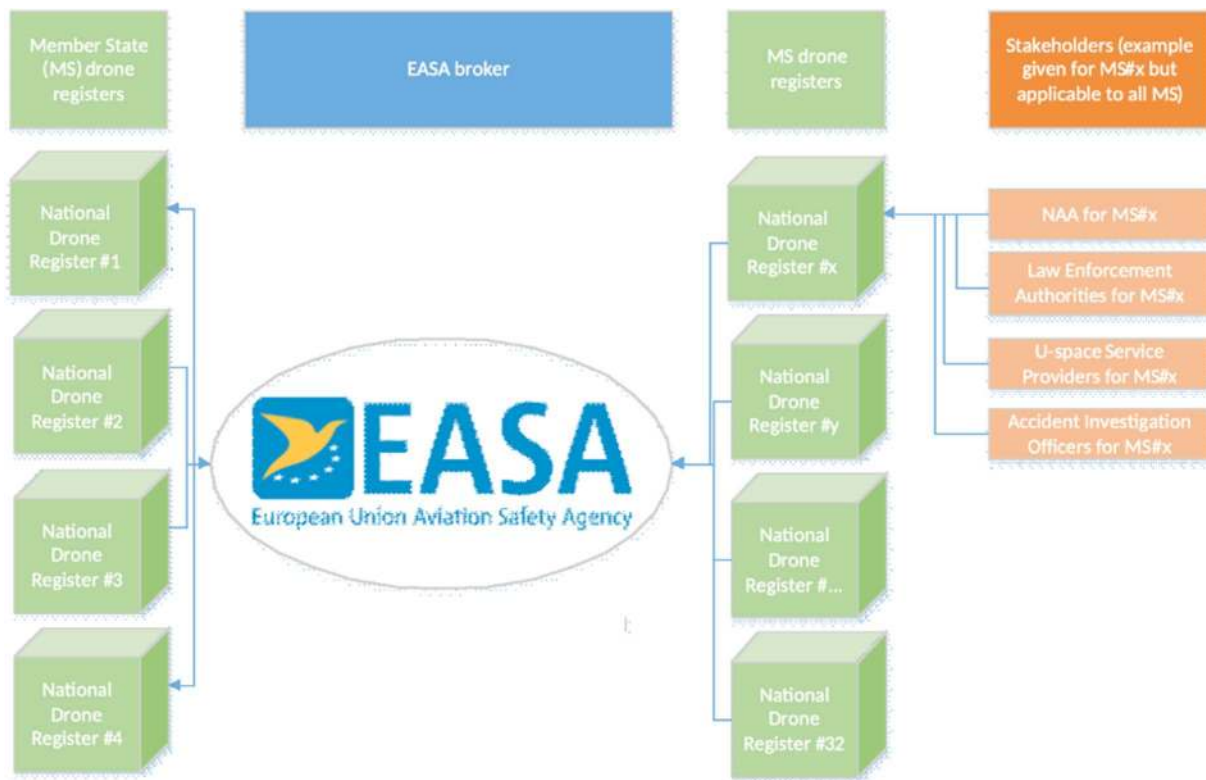 Member State
(MS) drone
registers
EASA broker
MS drone
registers
Stakeholders (example
given for MS#x but
applicable to all MS)
National
Drone
Register #1
National
Drone
Register #2
National
Drone
Register #3
National
Drone
Register #4
EASA
European Union Aviation Safety Agency
National
Drone
Register #x
National
Drone
Register #y
National
Drone
Register #...
National
Drone
Register #32
NAA for MS#x
Law Enforcement
Authorities for MS#x
U-space Service
Providers for MS#x
Accident Investigation
Officers for MS#x